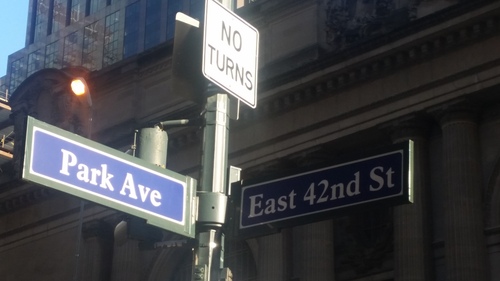 NO
TURNS
Park Ave
East 42nd St